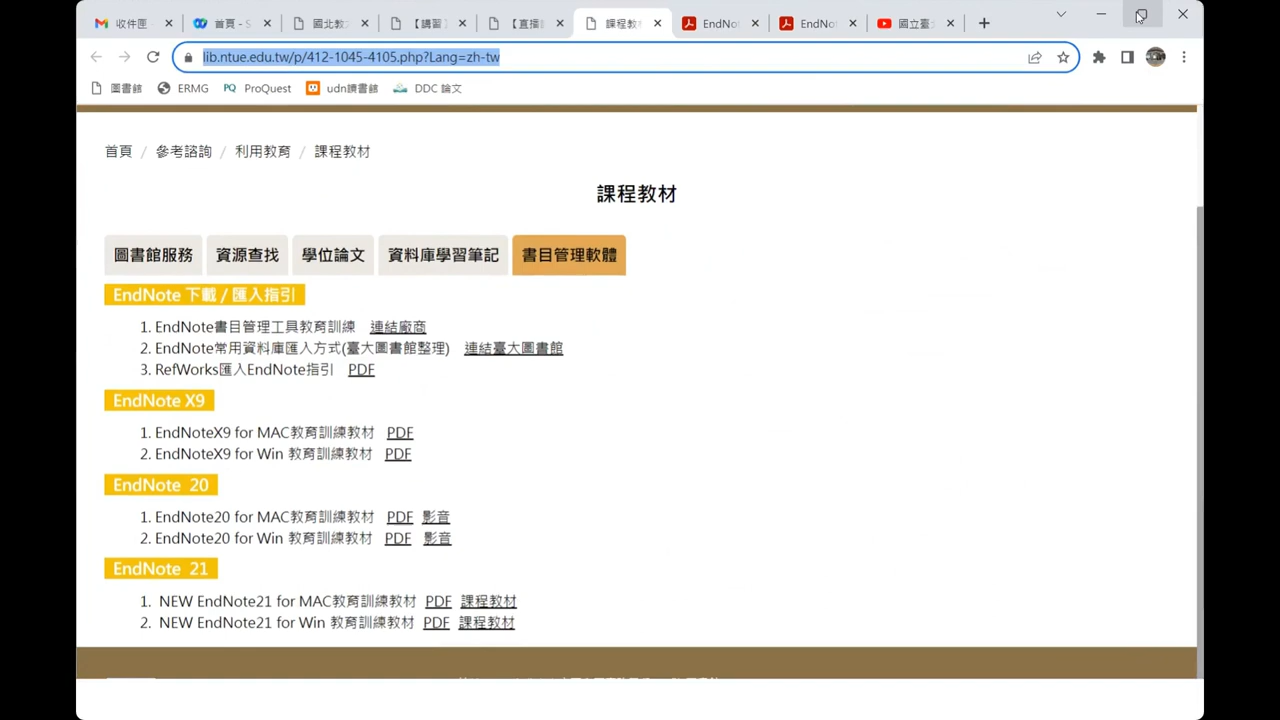 收件匣
首頁 - S
國北教
【講習
【直播
課程教材
EndNo
EndNo
國立臺
lib.ntue.edu.tw/p/412-1045-4105.php?Lang=zh-tw
圖書館 ERMG PQ ProQuest udn讀書館 DDC 論文
首頁 / 參考諮詢 / 利用教育 / 課程教材
課程教材
圖書館服務 資源查找 學位論文 資料庫學習筆記 書目管理軟體
EndNote 下載 / 匯入指引
1. EndNote書目管理工具教育訓練 連結廠商
2. EndNote常用資料庫匯入方式(臺大圖書館整理) 連結臺大圖書館
3. RefWorks匯入EndNote指引 PDF
EndNote X9
1. EndNoteX9 for MAC教育訓練教材 PDF
2. EndNoteX9 for Win 教育訓練教材 PDF
EndNote 20
1. EndNote20 for MAC教育訓練教材 PDF 影音
2. EndNote20 for Win 教育訓練教材 PDF 影音
EndNote 21
1. NEW EndNote21 for MAC教育訓練教材 PDF 課程教材
2. NEW EndNote21 for Win 教育訓練教材 PDF 課程教材